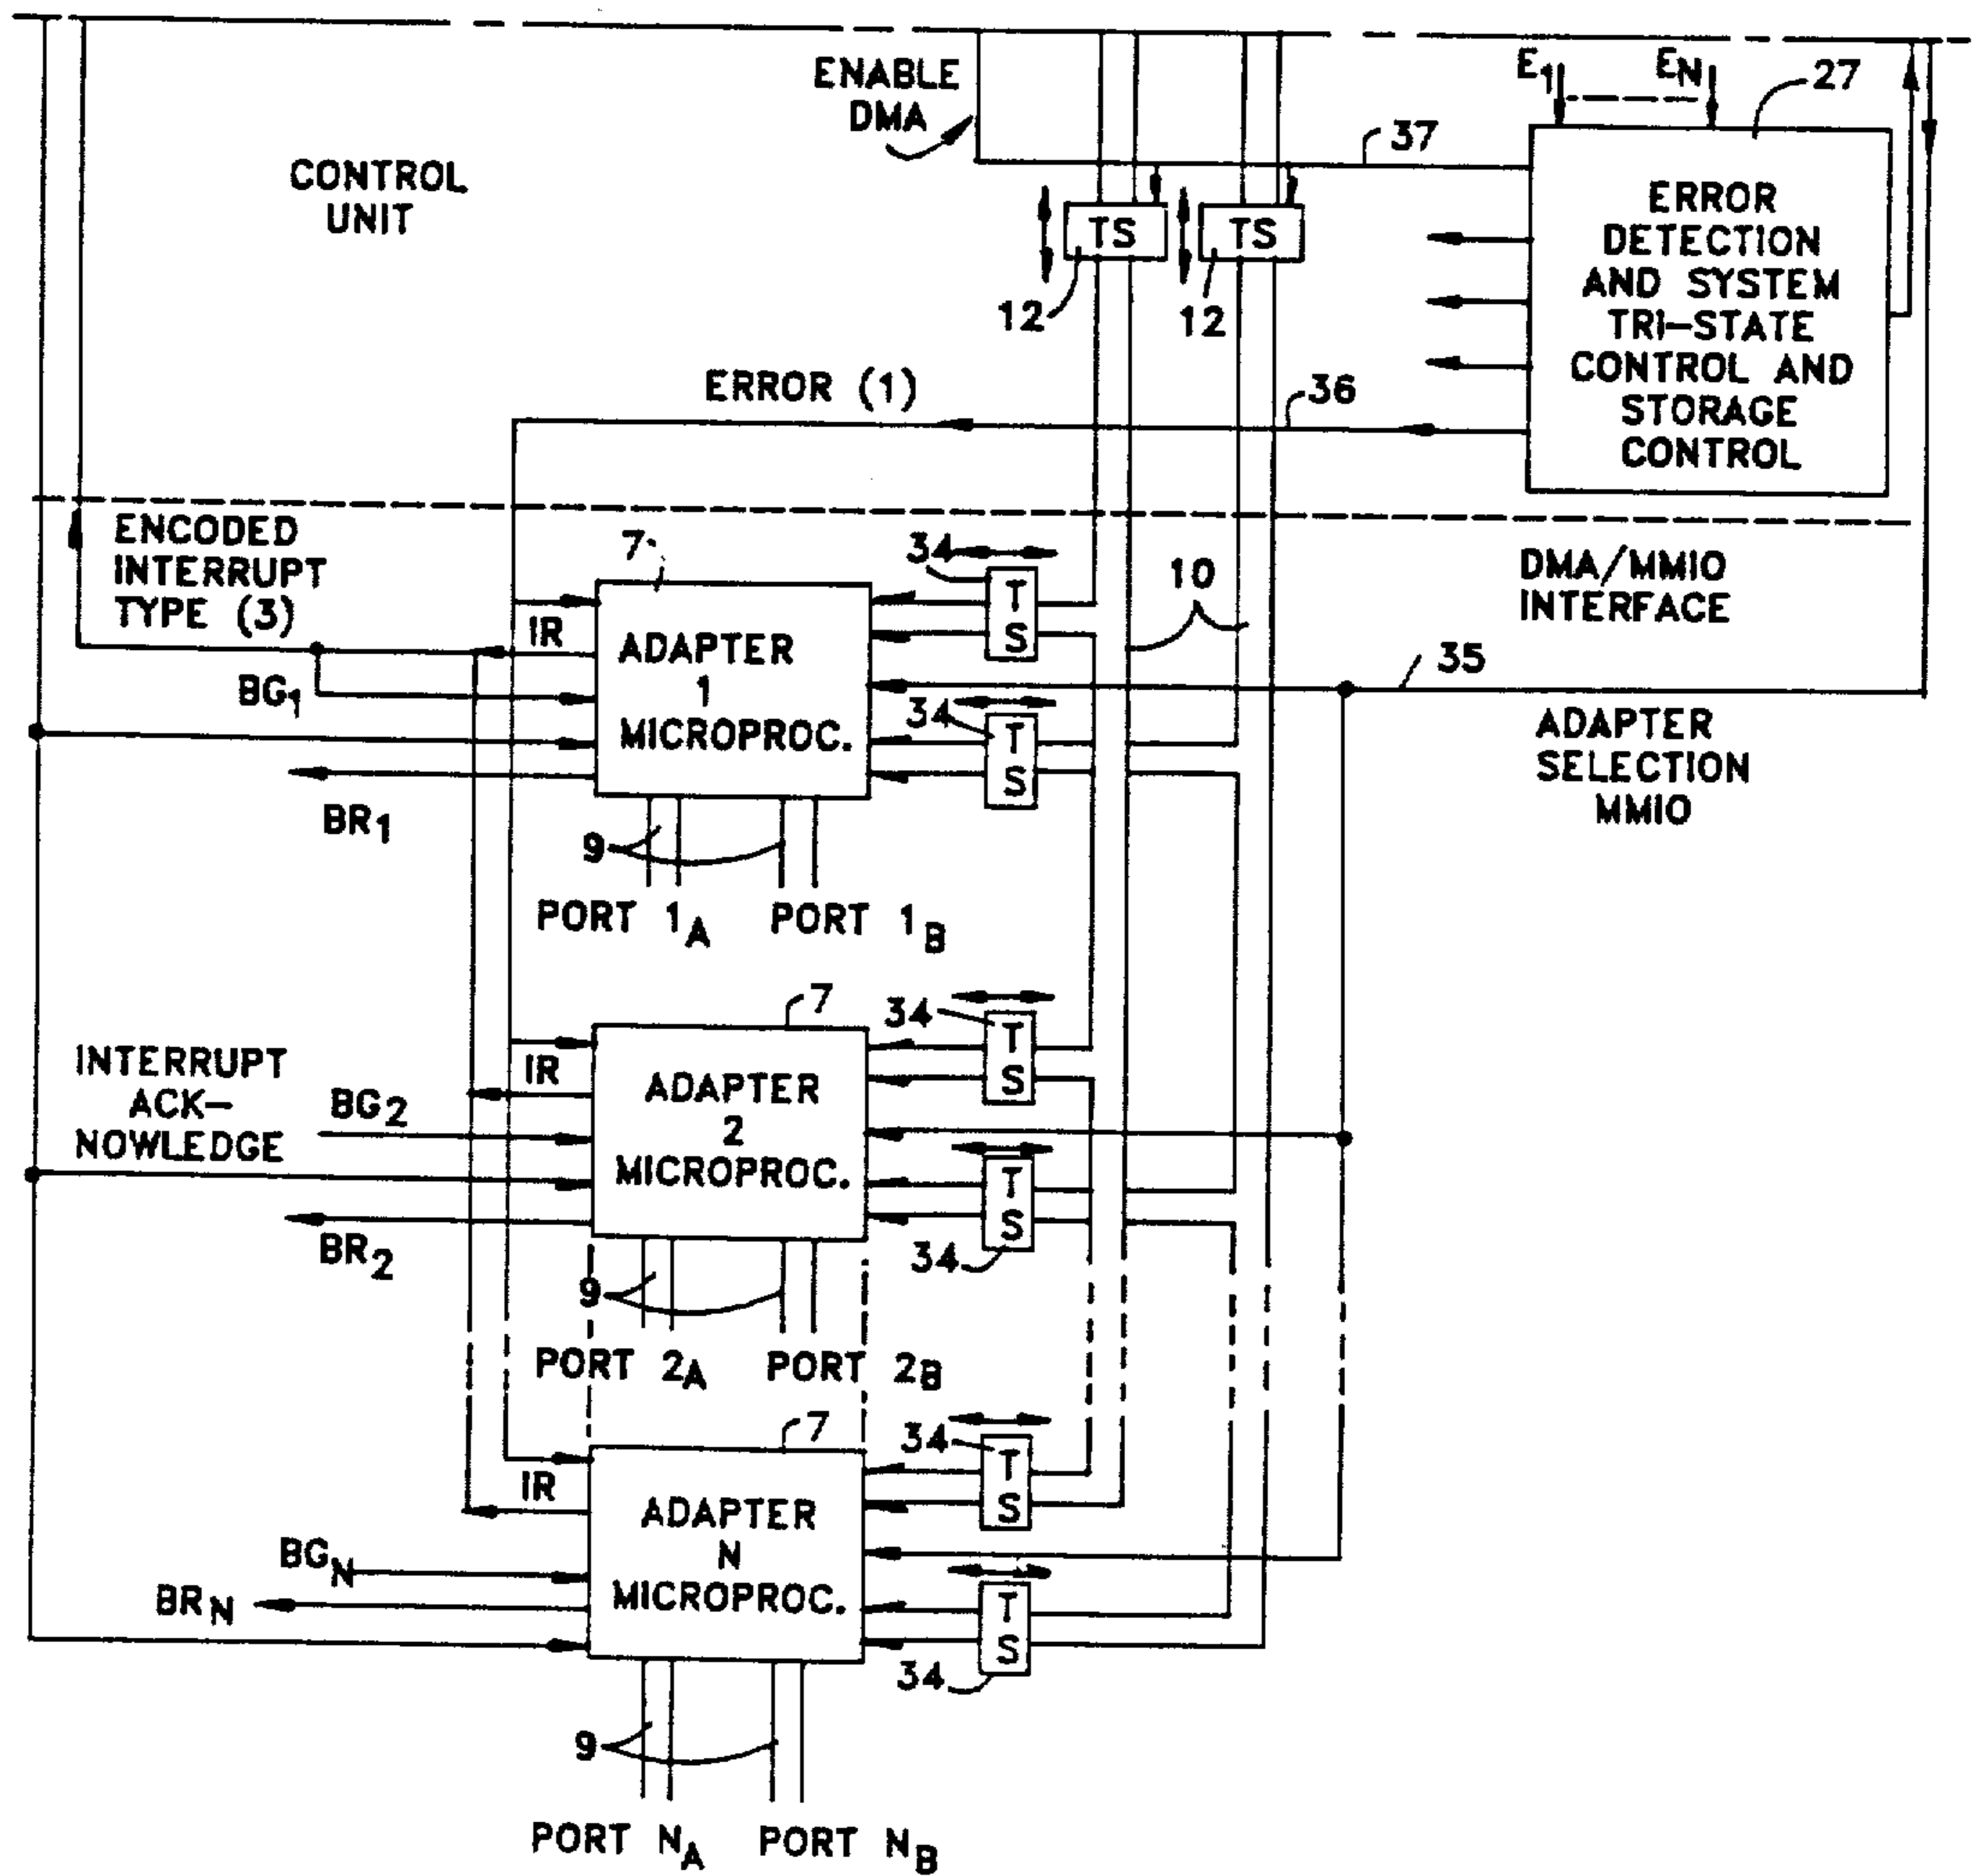 ENABLE
DMA
E1
EN
27
37
CONTROL
UNIT
TS
TS
12
12
ERROR
DETECTION
AND SYSTEM
TRI-STATE
CONTROL AND
STORAGE
CONTROL
ERROR (1)
36
ENCODED
INTERRUPT
TYPE (3)
7
34
T
S
10
DMA/MMIO
INTERFACE
IR
ADAPTER
1
MICROPROC.
BG1
34
T
S
35
ADAPTER
SELECTION
MMIO
BR1
9
PORT 1A
PORT 1B
7
34
T
S
INTERRUPT
ACK-
NOWLEDGE
IR
BG2
ADAPTER
2
MICROPROC.
T
S
34
BR2
9
PORT 2A
PORT 2B
7
34
T
S
IR
ADAPTER
N
MICROPROC.
BGN
BRN
T
S
34
9
PORT NA
PORT NB